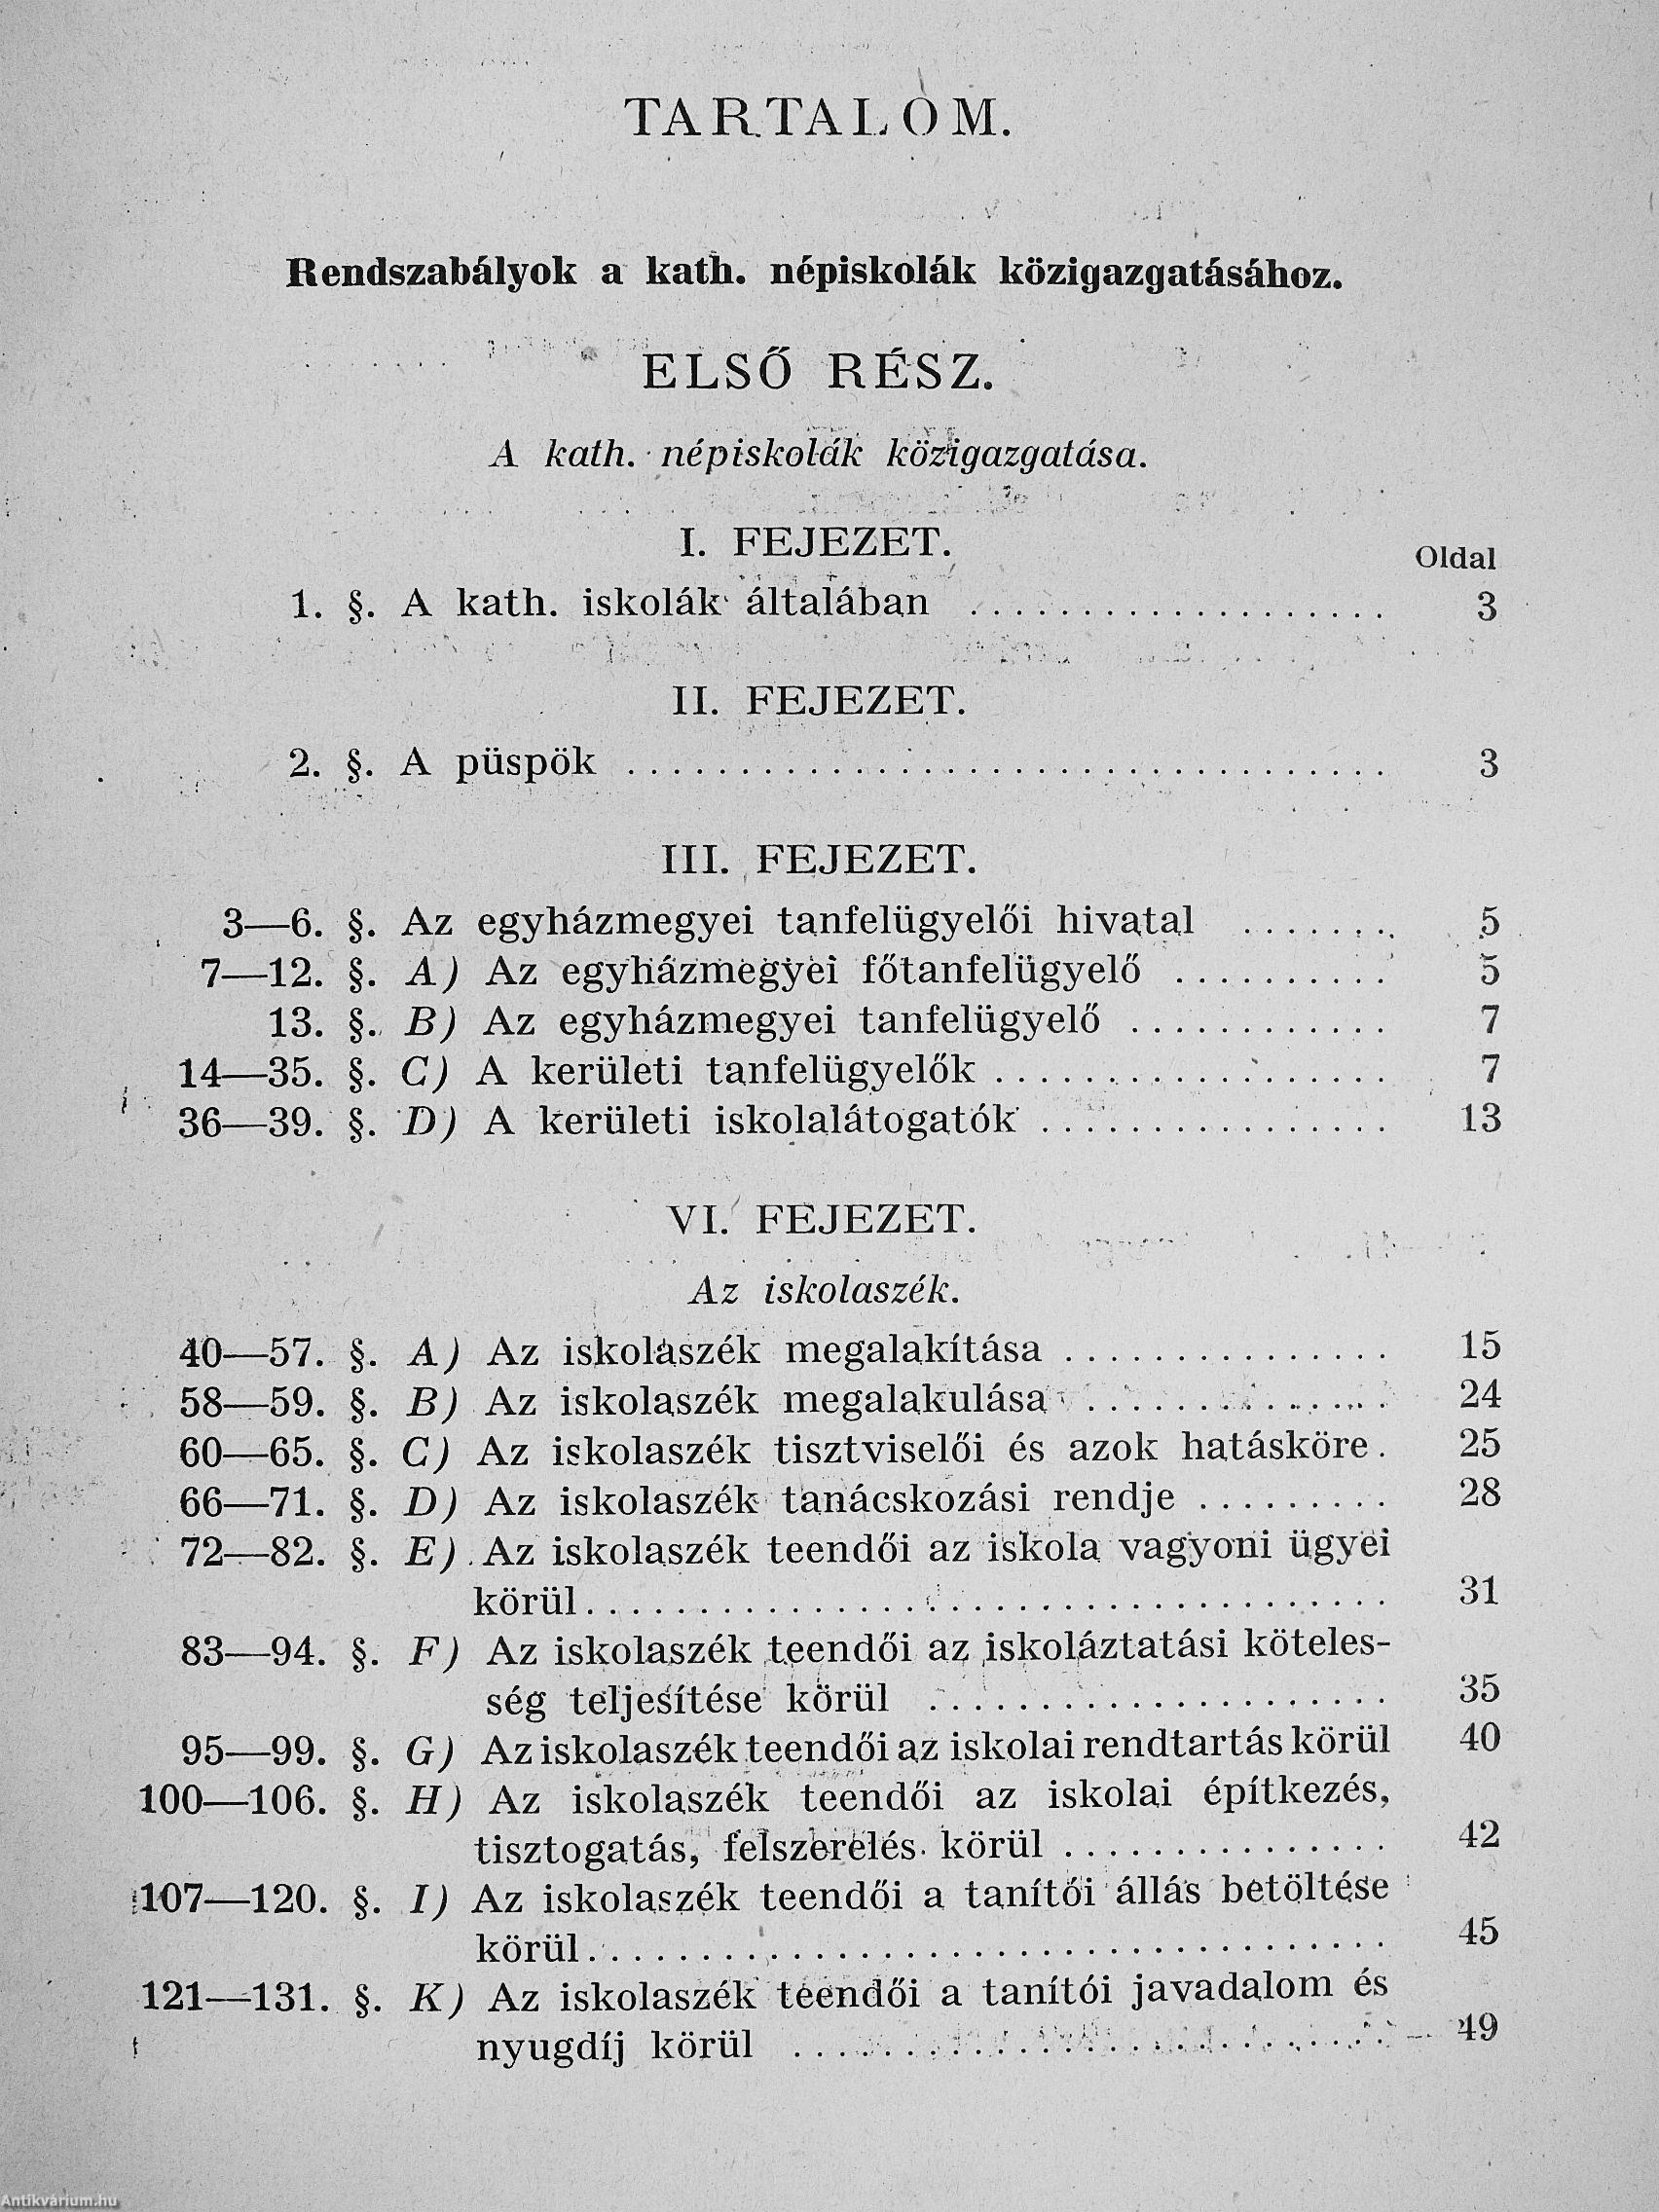 TARTALOM.
Rendszabályok a kath. népiskolák közigazgatásához.
ELSŐ RÉSZ.
A kath. népiskolák közigazgatása.
I. FEJEZET.
Oldal
1. §. A kath. iskolák általában .................. 3
II. FEJEZET.
2. §. A püspök .................................. 3
III. FEJEZET.
3—6. §. Az egyházmegyei tanfelügyelői hivatal ....... 5
7—12. §. A) Az egyházmegyei főtanfelügyelő .......... 5
13. §. B) Az egyházmegyei tanfelügyelő ............ 7
14—35. §. C) A kerületi tanfelügyelők .................. 7
36—39. §. D) A kerületi iskolalátogatók ................ 13
VI. FEJEZET.
Az iskolaszék.
40—57. §. A) Az iskolaszék megalakítása ............... 15
58—59. §. B) Az iskolaszék megalakulása .............. 24
60—65. §. C) Az iskolaszék tisztviselői és azok hatásköre. 25
66—71. §. D) Az iskolaszék tanácskozási rendje ......... 28
72—82. §. E) Az iskolaszék teendői az iskola vagyoni ügyei
körül.................................... 31
83—94. §. F) Az iskolaszék teendői az iskoláztatási köteles-
ség teljesítése körül .................... 35
95—99. §. G) Az iskolaszék teendői az iskolai rendtartás körül 40
100—106. §. H) Az iskolaszék teendői az iskolai építkezés,
tisztogatás, felszerelés körül ............... 42
107—120. §. I) Az iskolaszék teendői a tanítói állás betöltése
körül.................................... 45
121—131. §. K) Az iskolaszék teendői a tanítói javadalom és
nyugdíj körül .......................... 49
Antikvárium.hu